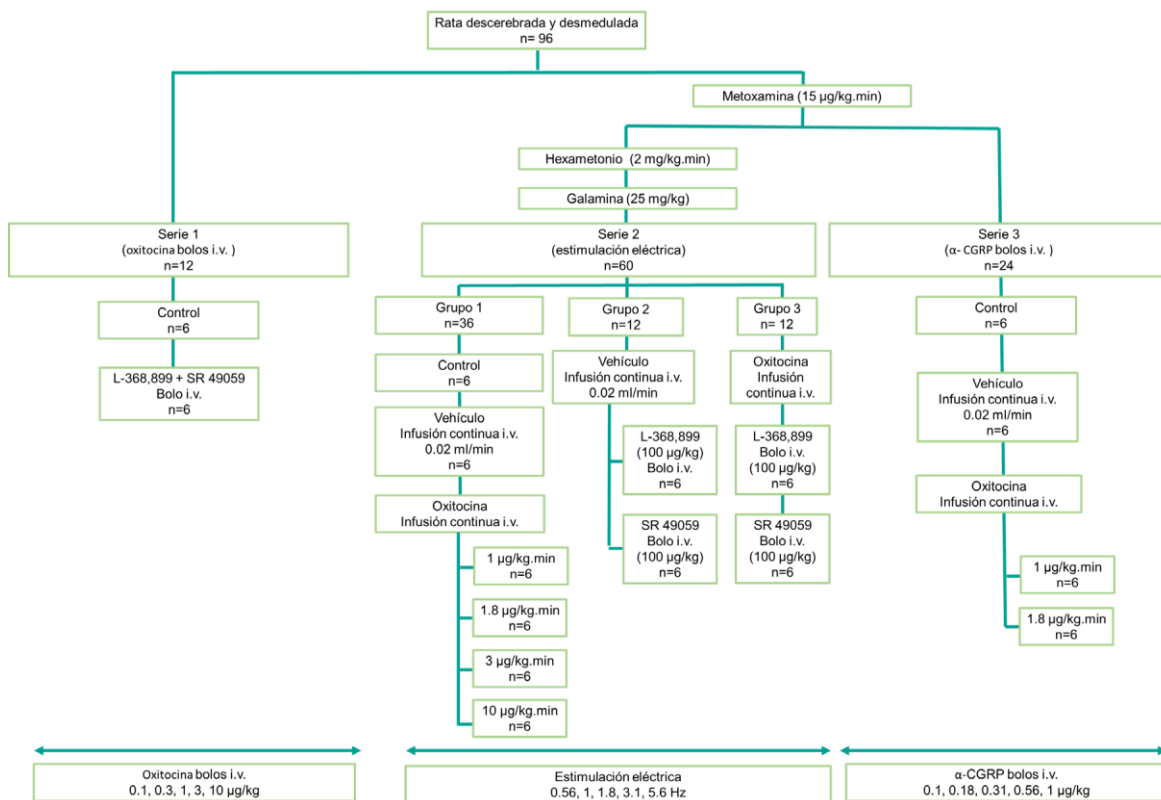 Rata descerebrada y desmedulada
n= 96
Metoxamina (15 µg/kg.min)
Hexametonio (2 mg/kg.min)
Galamina (25 mg/kg)
Serie 1
(oxitocina bolos i.v. )
n=12
Control
n=6
L-368,899 + SR 49059
Bolo i.v.
n=6
Serie 2
(estimulación eléctrica)
n=60
Grupo 1
n=36
Control
n=6
Vehículo
Infusión continua i.v.
0.02 ml/min
n=6
Oxitocina
Infusión continua i.v.
1 µg/kg.min
n=6
1.8 µg/kg.min
n=6
3 µg/kg.min
n=6
10 µg/kg.min
n=6
Grupo 2
n=12
Vehículo
Infusión continua i.v.
0.02 ml/min
L-368,899
(100 µg/kg)
Bolo i.v.
n=6
SR 49059
Bolo i.v.
(100 µg/kg)
n=6
Grupo 3
n= 12
Oxitocina
Infusión
continua i.v.
L-368,899
Bolo i.v.
(100 µg/kg)
n=6
SR 49059
Bolo i.v.
(100 µg/kg)
n=6
Serie 3
(α- CGRP bolos i.v. )
n=24
Control
n=6
Vehículo
Infusión continua i.v.
0.02 ml/min
n=6
Oxitocina
Infusión continua i.v.
1 µg/kg.min
n=6
1.8 µg/kg.min
n=6
Oxitocina bolos i.v.
0.1, 0.3, 1, 3, 10 µg/kg
Estimulación eléctrica
0.56, 1, 1.8, 3.1, 5.6 Hz
α-CGRP bolos i.v.
0.1, 0.18, 0.31, 0.56, 1 µg/kg